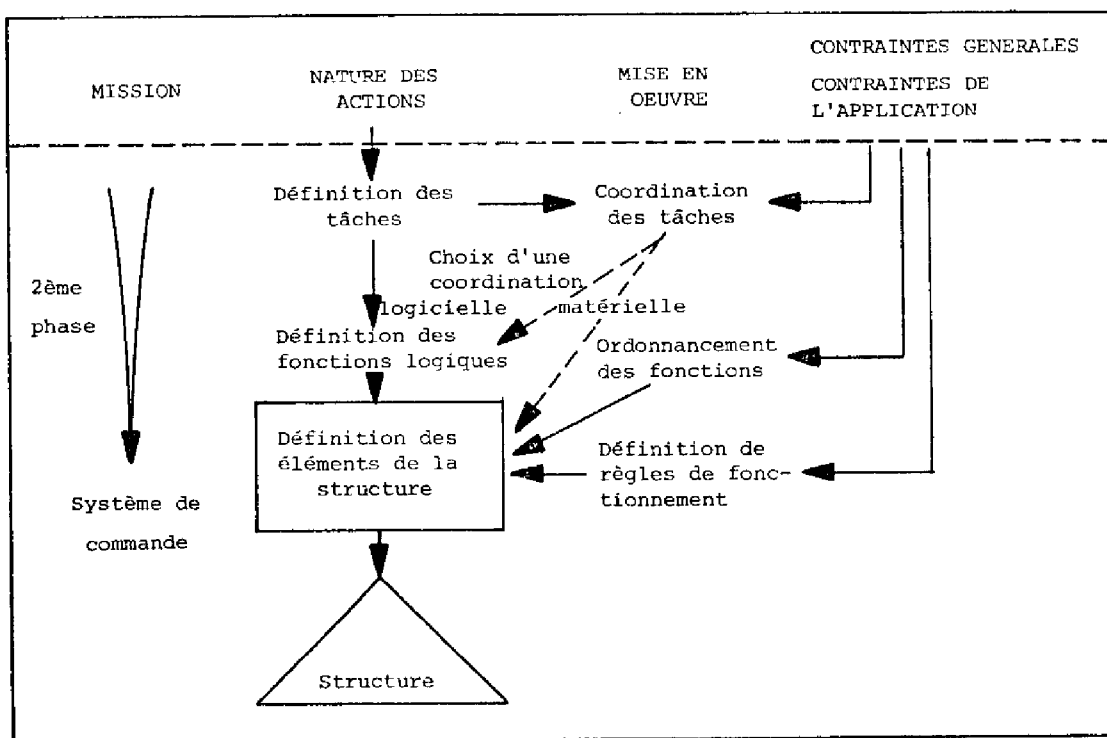 MISSION
NATURE DES
ACTIONS
MISE EN
OEUVRE
CONTRAINTES GENERALES
CONTRAINTES DE
L'APPLICATION
Définition des
tâches
Coordination
des tâches
Choix d'une
coordination
logicielle
matérielle
2ème
phase
Définition des
fonctions logiques
Ordonnancement
des fonctions
Définition des
éléments de la
structure
Définition de
règles de fonc-
tionnement
Système de
commande
Structure